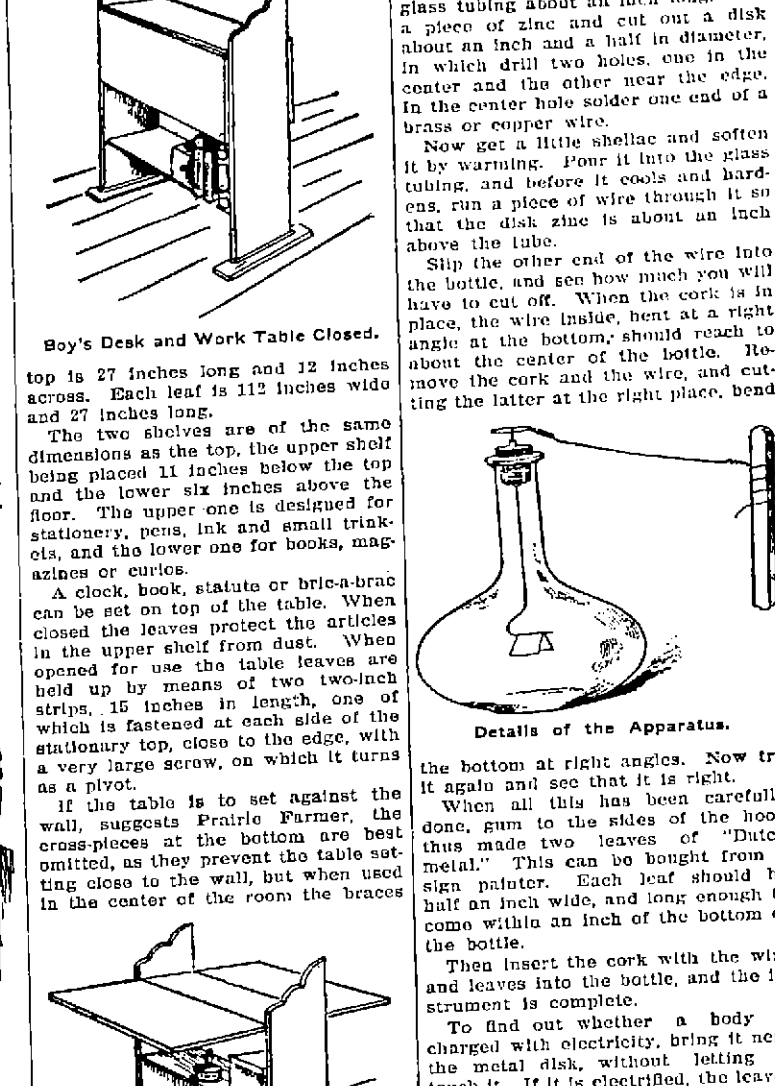 Boy's Desk and Work Table Closed.
top is 27 inches long and 12 inches
across. Each leaf is 112 inches wide
and 27 inches long.
The two shelves are of the same
dimensions as the top, the upper shelf
being placed 11 inches below the top
and the lower six inches above the
floor. The upper one is designed for
stationery, pens, ink and small trink-
ets, and the lower one for books, mag-
azines or curios.
A clock, book, statute or bric-a-brac
can be set on top of the table. When
closed the leaves protect the articles
in the upper shelf from dust. When
opened for use the table leaves are
held up by means of two two-inch
strips, 15 inches in length, one of
which is fastened at each side of the
stationary top, close to the edge, with
a very large screw, on which it turns
as a pivot.
If the table is to set against the
wall, suggests Prairie Farmer, the
cross-pieces at the bottom are best
omitted, as they prevent the table set-
ting close to the wall, but when used
in the center of the room the braces
glass tubing about an inch long.
a piece of zinc and cut out a disk
about an inch and a half in diameter,
in which drill two holes, one in the
center and the other near the edge.
In the center hole solder one end of a
brass or copper wire.
Now get a little shellac and soften
it by warming. Pour it into the glass
tubing, and before it cools and hard-
ens, run a piece of wire through it so
that the disk zinc is about an inch
above the tube.
Slip the other end of the wire into
the bottle, and see how much you will
have to cut off. When the cork is in
place, the wire inside, bent at a right
angle at the bottom, should reach to
about the center of the bottle. Re-
move the cork and the wire, and cut-
ting the latter at the right place, bend
Details of the Apparatus.
the bottom at right angles. Now
it again and see that it is right.
When all this has been
done, gum to the sides of the
thus made two leaves of
metal." This can be bought from
sign painter. Each leaf should
half an inch wide, and long enough
come within an inch of the bottom
the bottle.
Then insert the cork with the
and leaves into the bottle, and the
strument is complete.
To find out whether a body
charged with electricity, bring it
the metal disk, without letting
touch it. If it is electrified, the